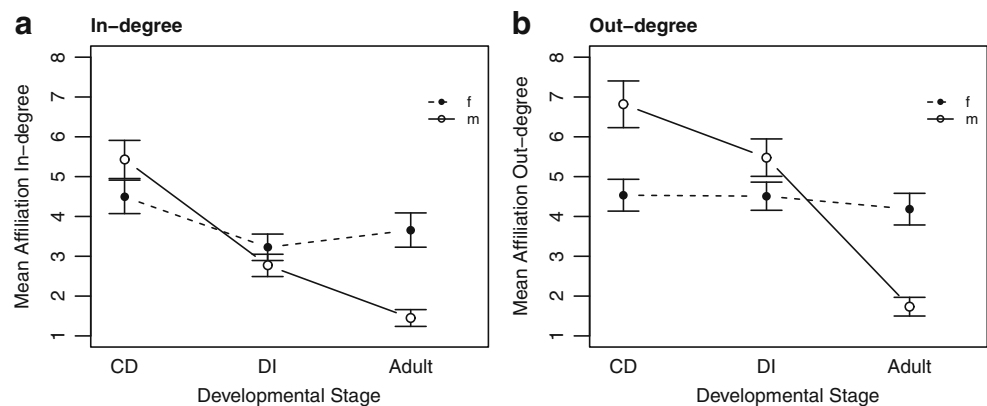 a In-degree
Mean Affiliation In-degree
8
7
6
5
4
3
2
1
f
m
CD DI Adult
Developmental Stage
b Out-degree
Mean Affiliation Out-degree
8
7
6
5
4
3
2
1
f
m
CD DI Adult
Developmental Stage